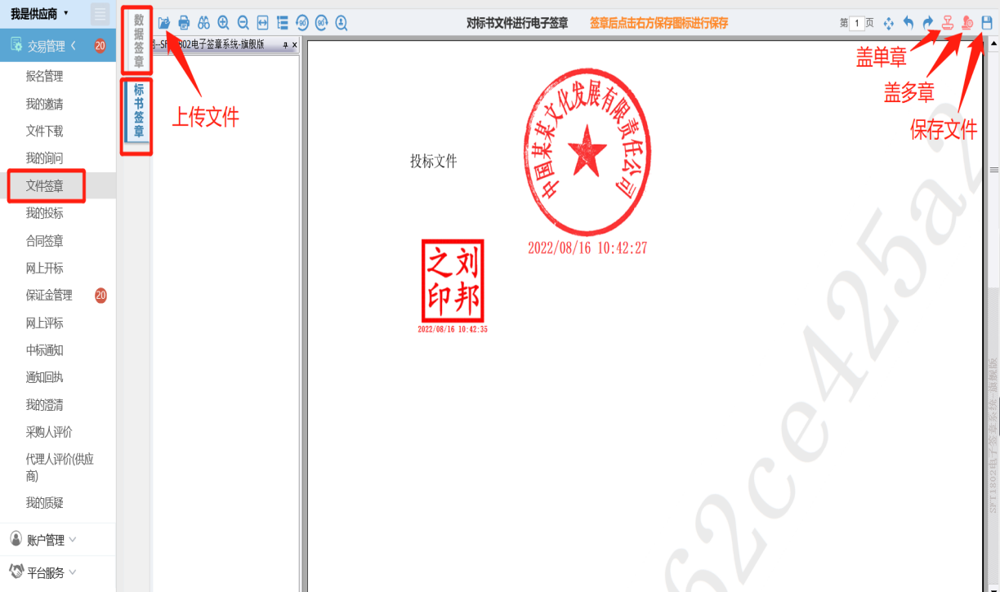 我是供应商
交易管理
20
报名管理
我的邀请
文件下载
我的询问
文件签章
我的投标
合同签章
网上开标
保证金管理
20
网上评标
中标通知
通知回执
我的澄清
采购人评价
代理人评价(供应
商)
我的质疑
账户管理
平台服务
数据签章
标书签章
对标书文件进行电子签章
签章后点击右方保存图标进行保存
第 1 页
802电子签章系统-旗舰版
上传文件
盖单章
盖多章
保存文件
投标文件
中国某某文化发展有限责任公司
2022/08/16 10:42:27
刘邦
之印
2022/08/16 10:42:35
62ce425a2
SFT1802电子签章系统-旗舰版